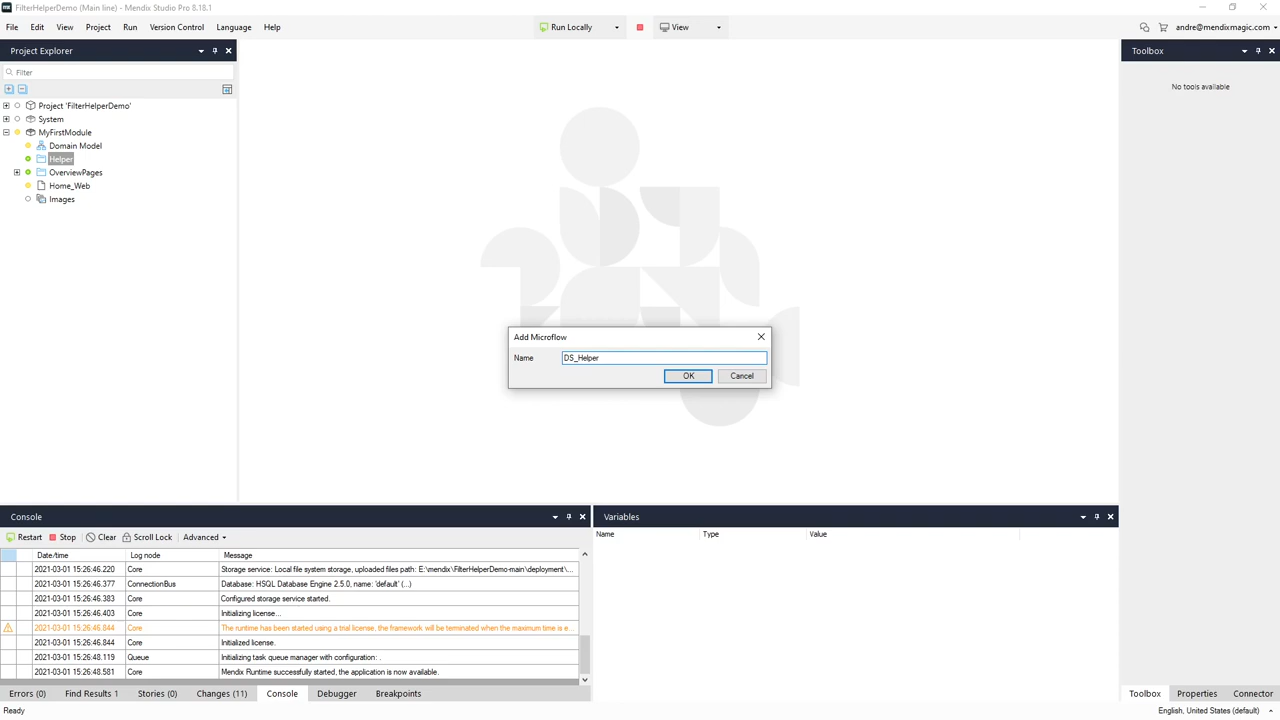 FilterHelperDemo (Main line) - Mendix Studio Pro 8.18.1
File Edit View Project Run Version Control Language Help
Run Locally View andre@mendixmagic.com
Project Explorer
Filter
Project 'FilterHelperDemo'
System
MyFirstModule
Domain Model
Helper
OverviewPages
Home_Web
Images
Add Microflow
Name DS_Helper
OK Cancel
Toolbox
No tools available
Console
Restart Stop Clear Scroll Lock Advanced
Date/time Log node Message
2021-03-01 15:26:46.220 Core Storage service: Local file system storage, uploaded files path: E:\mendix\FilterHelperDemo-main\deployment\...
2021-03-01 15:26:46.377 ConnectionBus Database: HSQL Database Engine 2.5.0, name: 'default' (...)
2021-03-01 15:26:46.383 Core Configured storage service started.
2021-03-01 15:26:46.403 Core Initializing license...
2021-03-01 15:26:46.844 Core The runtime has been started using a trial license, the framework will be terminated when the maximum time is e...
2021-03-01 15:26:46.844 Core Initialized license.
2021-03-01 15:26:48.119 Queue Initializing task queue manager with configuration: .
2021-03-01 15:26:48.581 Core Mendix Runtime successfully started, the application is now available.
Variables
Name Type Value
Errors (0) Find Results 1 Stories (0) Changes (11) Console Debugger Breakpoints
Toolbox Properties Connector
Ready
English, United States (default)